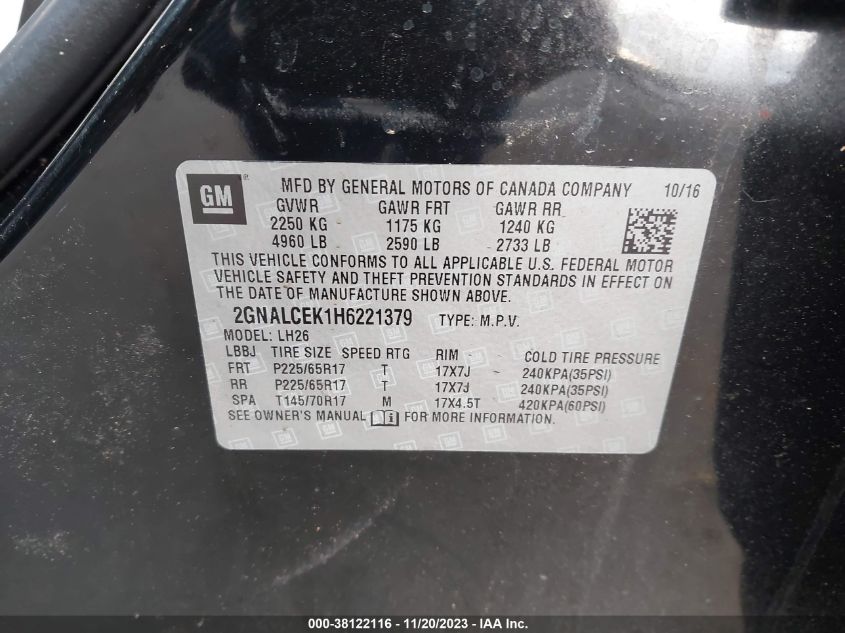 GM MFD BY GENERAL MOTORS OF CANADA COMPANY 10/16
GVWR GAWR FRT GAWR RR
2250 KG 1175 KG 1240 KG
4960 LB 2590 LB 2733 LB
THIS VEHICLE CONFORMS TO ALL APPLICABLE U.S. FEDERAL MOTOR
VEHICLE SAFETY AND THEFT PREVENTION STANDARDS IN EFFECT ON
THE DATE OF MANUFACTURE SHOWN ABOVE.
2GNALCEK1H6221379 TYPE: M.P.V.
MODEL: LH26
LBBJ TIRE SIZE SPEED RTG RIM COLD TIRE PRESSURE
FRT P225/65R17 T 17X7J 240KPA(35PSI)
RR P225/65R17 T 17X7J 240KPA(35PSI)
SPA T145/70R17 M 17X4.5T 420KPA(60PSI)
SEE OWNER'S MANUAL FOR MORE INFORMATION.
000-38122116 - 11/20/2023 - IAA Inc.